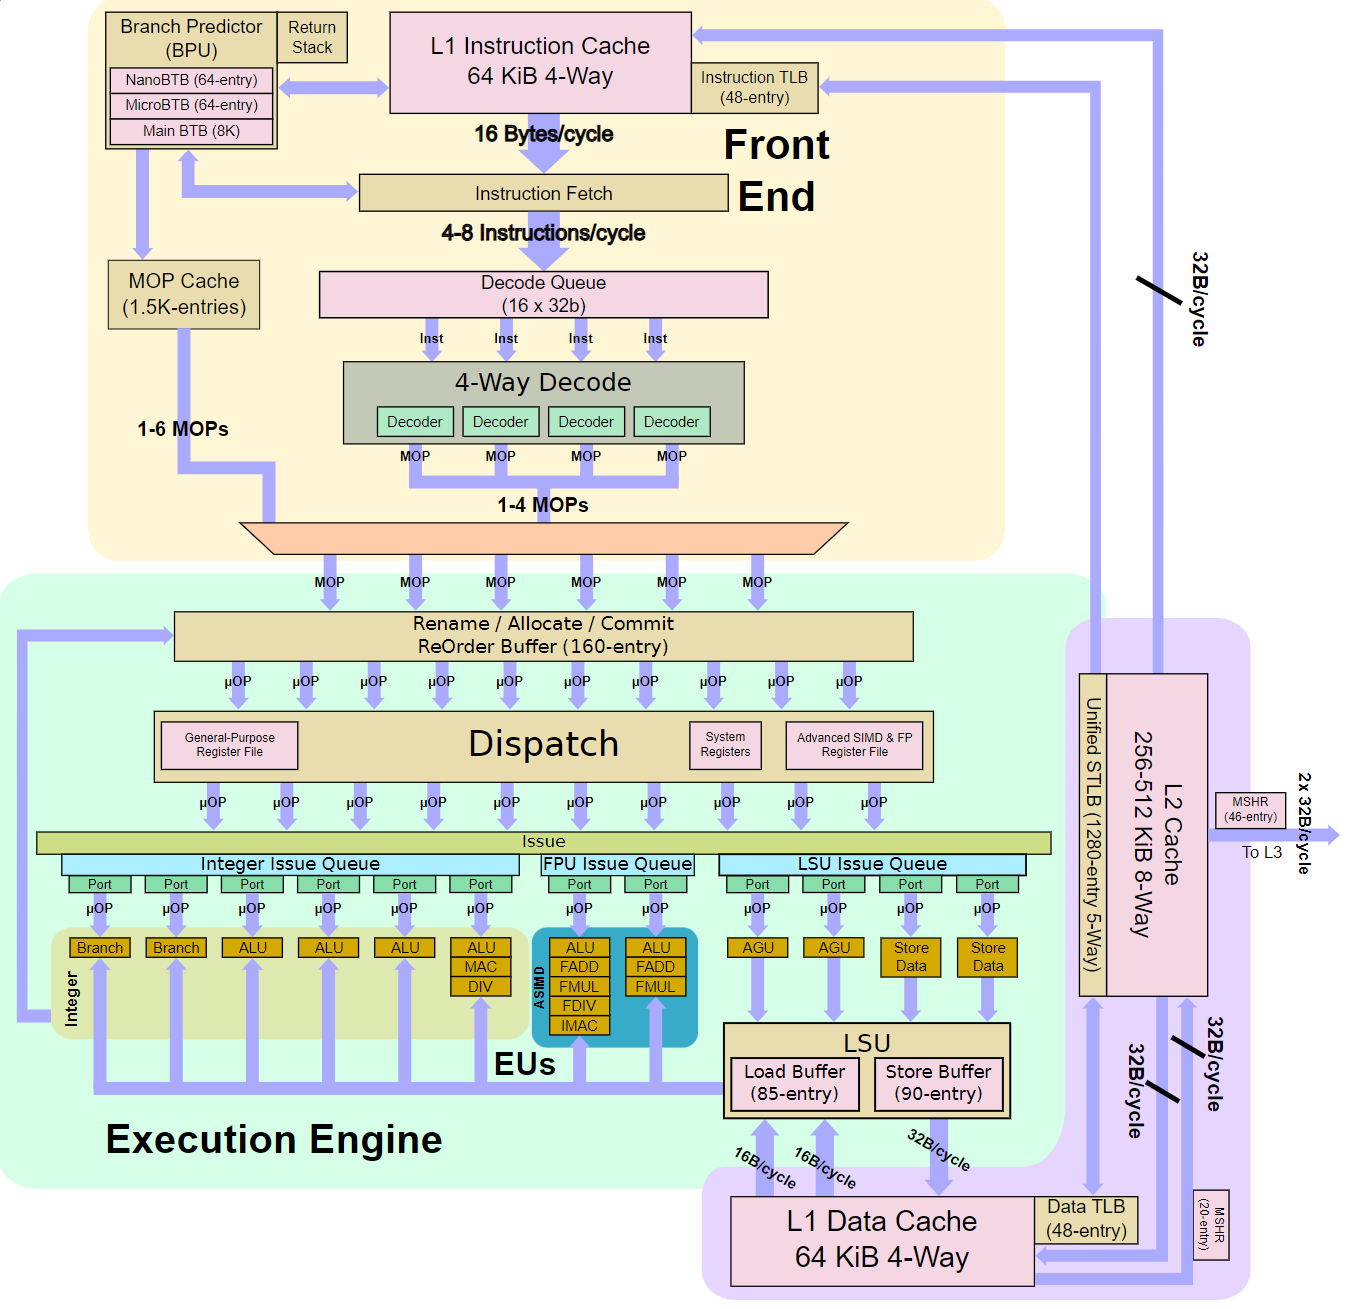 Branch Predictor
(BPU)
Return
Stack
NanoBTB (64-entry)
MicroBTB (64-entry)
Main BTB (8K)
L1 Instruction Cache
64 KiB 4-Way
Instruction TLB
(48-entry)
16 Bytes/cycle
Front
End
Instruction Fetch
4-8 Instructions/cycle
32B/cycle
MOP Cache
(1.5K-entries)
Decode Queue
(16 x 32b)
Inst
Inst
Inst
Inst
4-Way Decode
Decoder
Decoder
Decoder
Decoder
1-6 MOPs
MOP
MOP
MOP
MOP
1-4 MOPs
MOP
MOP
MOP
MOP
MOP
MOP
Rename / Allocate / Commit
ReOrder Buffer (160-entry)
µOP
µOP
µOP
µOP
µOP
µOP
µOP
µOP
µOP
µOP
General-Purpose
Register File
Dispatch
System
Registers
Advanced SIMD & FP
Register File
µOP
µOP
µOP
µOP
µOP
µOP
µOP
µOP
µOP
µOP
Issue
Integer Issue Queue
FPU Issue Queue
LSU Issue Queue
Port
Port
Port
Port
Port
Port
Port
Port
Port
Port
Port
Port
µOP
µOP
µOP
µOP
µOP
µOP
µOP
µOP
µOP
µOP
µOP
µOP
Integer
Branch
Branch
ALU
ALU
ALU
ALU
MAC
DIV
ASIMD
ALU
FADD
FMUL
FDIV
IMAC
ALU
FADD
FMUL
AGU
AGU
Store
Data
Store
Data
EUs
LSU
Load Buffer
(85-entry)
Store Buffer
(90-entry)
Execution Engine
16B/cycle
16B/cycle
32B/cycle
L1 Data Cache
64 KiB 4-Way
Data TLB
(48-entry)
MSHR
(20-entry)
32B/cycle
32B/cycle
Unified STLB (1280-entry 5-Way)
L2 Cache
256-512 KiB 8-Way
MSHR
(46-entry)
To L3
2x 32B/cycle